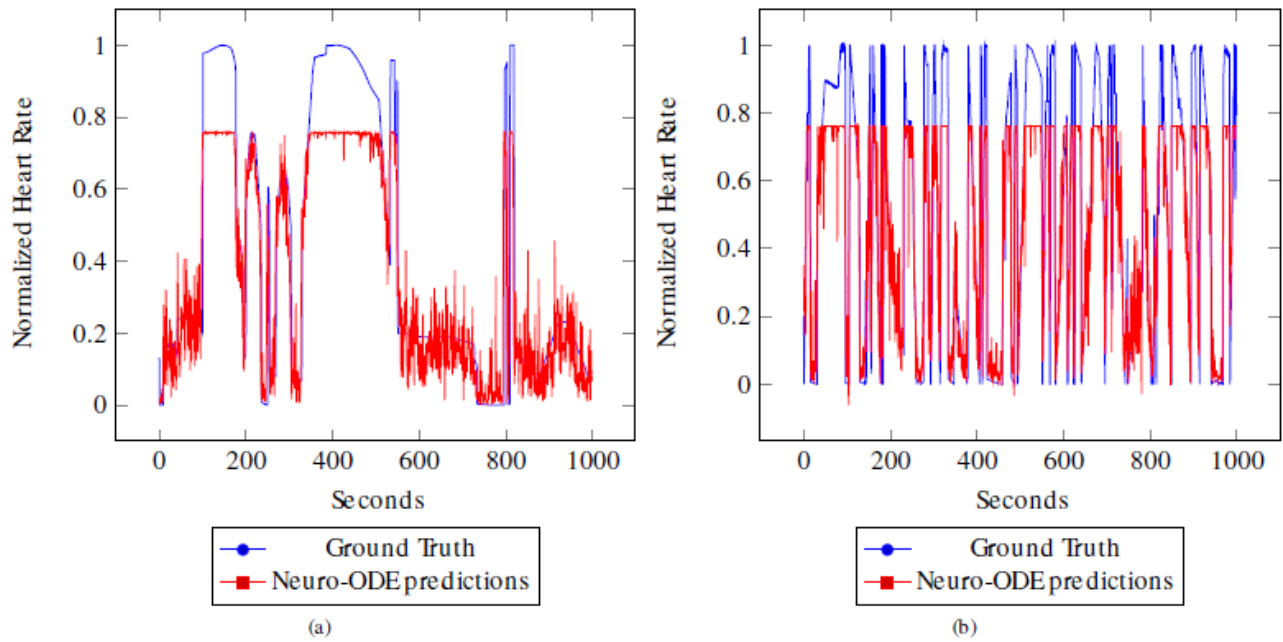 1
0.8
0.6
0.4
0.2
0
Normalized Heart Rate
0 200 400 600 800 1000
Seconds
Ground Truth
Neuro-ODE predictions
(a)
1
0.8
0.6
0.4
0.2
0
Normalized Heart Rate
0 200 400 600 800 1000
Seconds
Ground Truth
Neuro-ODE predictions
(b)